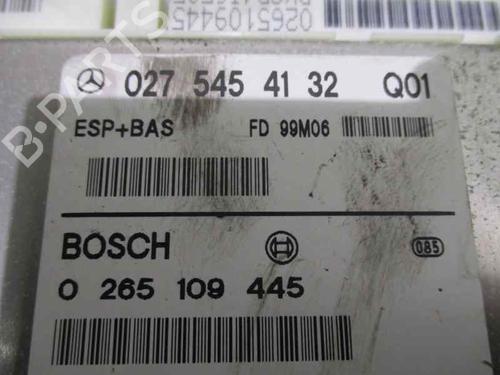 0265109445
027 545 41 32 Q01
ESP+BAS FD 99M06
BOSCH
085
0 265 109 445
B-PARTS